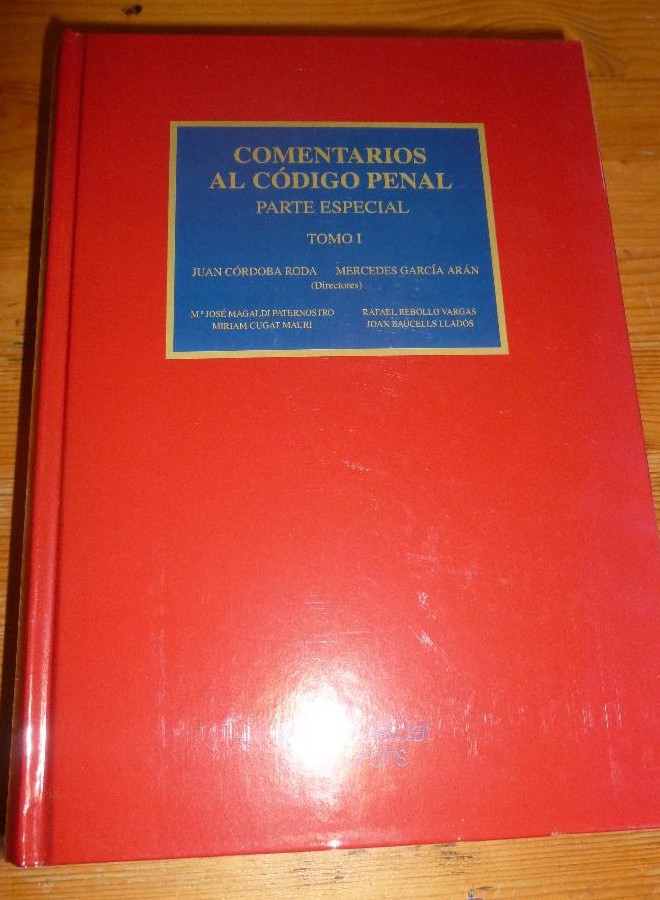 COMENTARIOS
AL CÓDIGO PENAL
PARTE ESPECIAL
TOMO I
JUAN CÓRDOBA RODA MERCEDES GARCÍA ARÁN
(Directores)
M.ª JOSÉ MAGALDI PATERNOSTRO RAFAEL REBOLLO VARGAS
MIRIAM CUGAT MAURI JOAN BAUCELLS LLADÓS